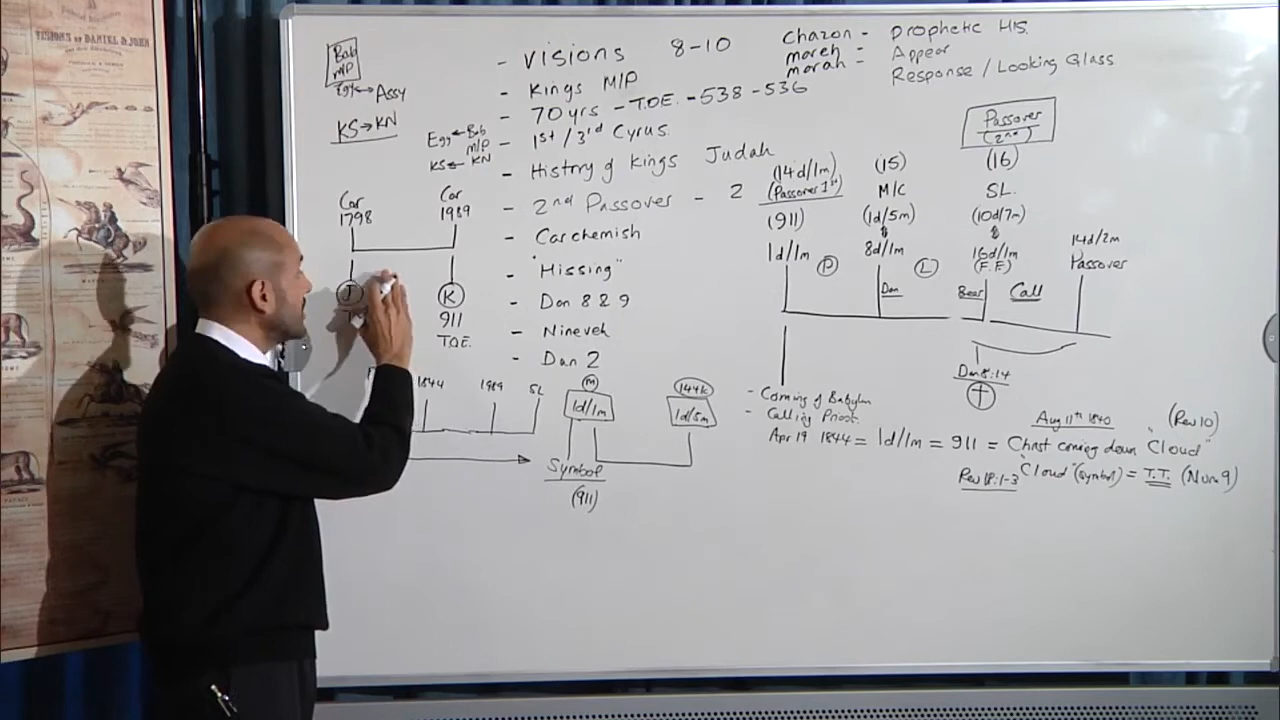 VISIONS OF DANIEL & JOHN
Bab
M/P
Egy ↔ Assy
KS → KN
- Visions 8-10
- Kings M/P
- 70 yrs - T.O.E. - 538 - 536
- 1st / 3rd Cyrus
- History of Kings Judah
- 2nd Passover - 2
- Carchemish
- "Hissing"
- Dan 8 & 9
- Nineveh
- Dan 2
chazon - Prophetic His.
mareh - Appear
marah - Response / Looking Glass
Egy ← Bab
M/P
KS ← KN
Car
1798
Car
1989
J
K
911
T.O.E.
1844
1989
SL
M
1d/1m
144K
1d/5m
Symbol
(911)
Passover
(2nd)
(14d/1m)
(Passover 1st)
(911)
1d/1m
P
(15)
M/C
(1d/5m)
8d/1m
L
Dan
(16)
SL.
(10d/7m)
15d/1m
(F.F)
Bear
Call
14d/2m
Passover
Dan 8:14
- Coming of Babylon
- Calling Priest.
Apr 19 1844 = 1d/1m = 911 = Christ coming down "Cloud"
Aug 11th 1840
(Rev 10)
Rev 18:1-3
"Cloud" (symbol) = T.T. (Num 9)